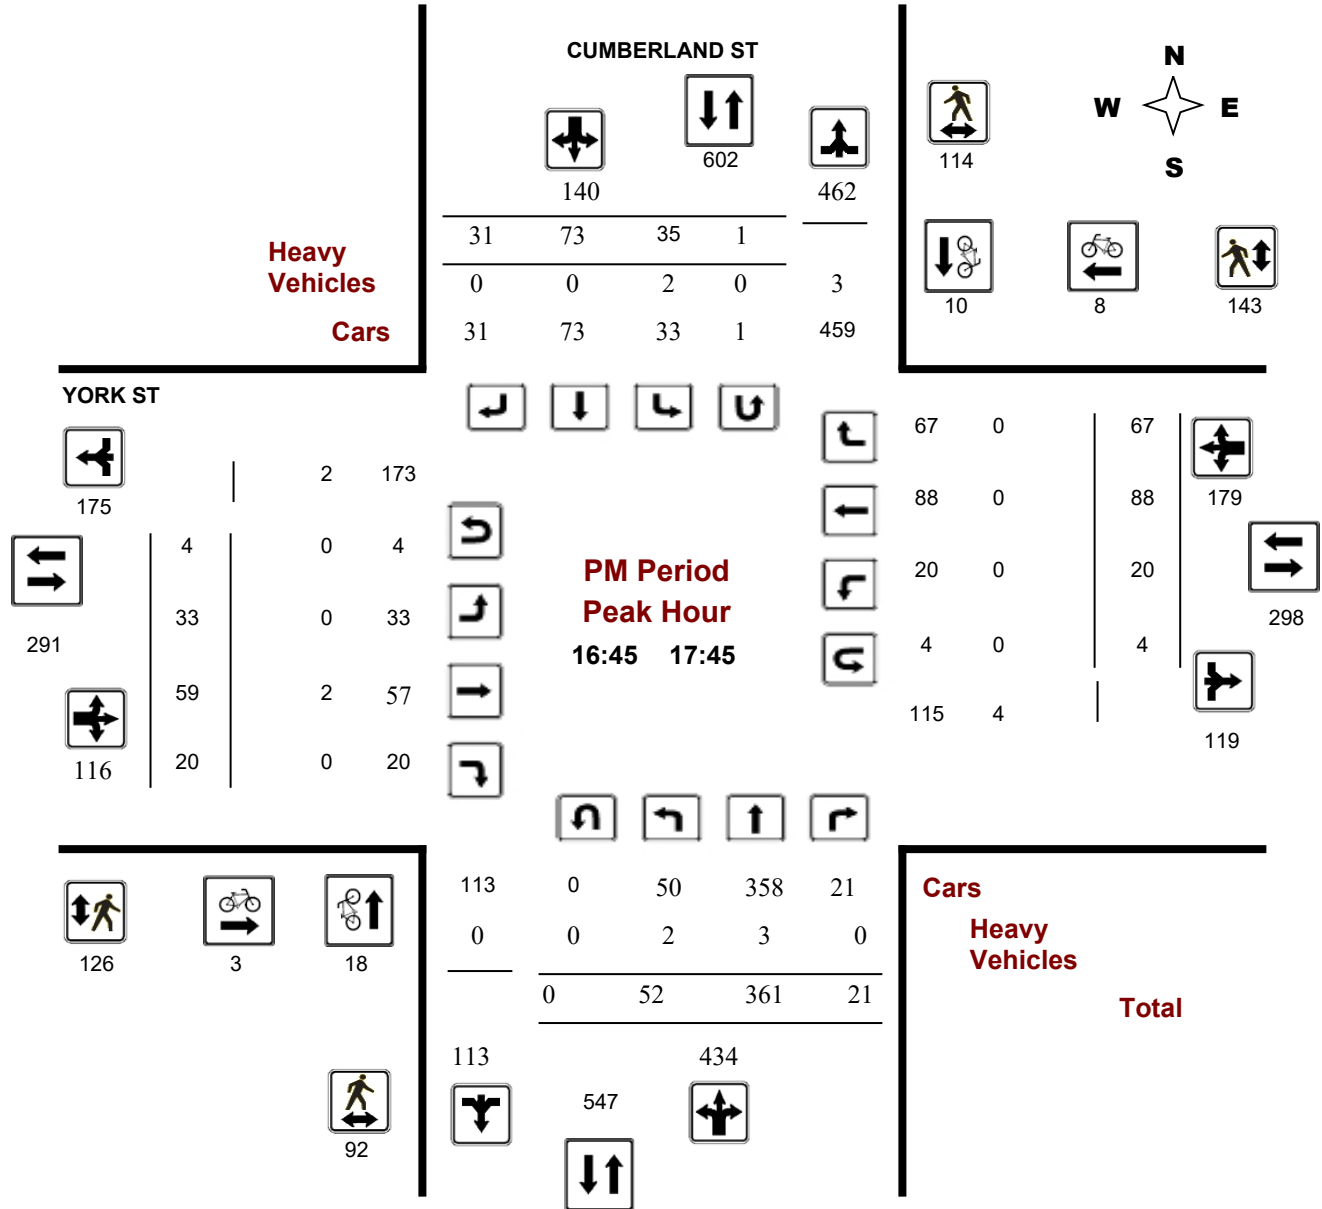 CUMBERLAND ST
N
W E
S
602
114
140 462
31 73 35 1
Heavy
Vehicles
0 0 2 0 3
10 8 143
Cars 31 73 33 1 459
YORK ST
67 0 67
2 173
175
88 0 88 179
4 0 4
PM Period
20 0 20
Peak Hour
33 0 33
298
291
16:45 17:45
4 0 4
59 2 57
115 4
119
116 20 0 20
113 0 50 358 21 Cars
0 0 2 3 0 Heavy
Vehicles
126 3 18
0 52 361 21 Total
113 434
547
92